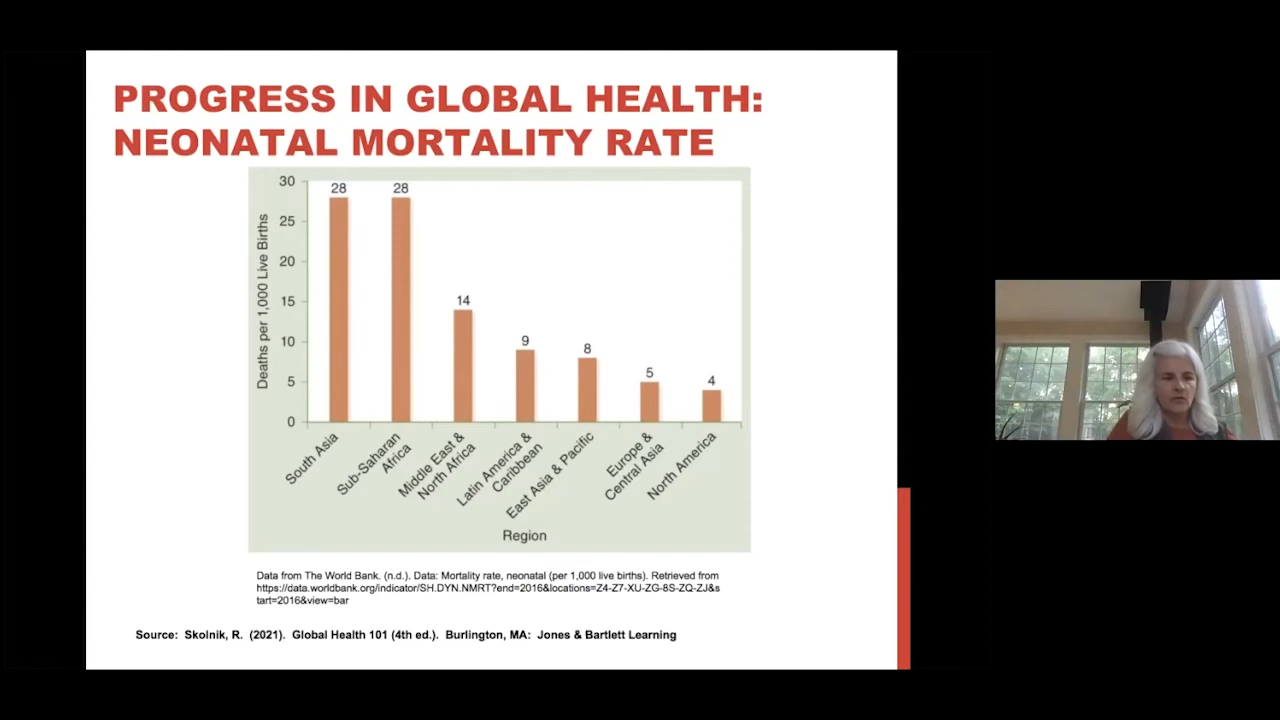 PROGRESS IN GLOBAL HEALTH:
NEONATAL MORTALITY RATE
Deaths per 1,000 Live Births
30
25
20
15
10
5
0
28
28
14
9
8
5
4
South Asia
Sub-Saharan
Africa
Middle East &
North Africa
Latin America &
Caribbean
East Asia & Pacific
Europe &
Central Asia
North America
Region
Data from The World Bank. (n.d.). Data: Mortality rate, neonatal (per 1,000 live births). Retrieved from
https://data.worldbank.org/indicator/SH.DYN.NMRT?end=2016&locations=Z4-Z7-XU-ZG-8S-ZQ-ZJ&s
tart=2016&view=bar
Source: Skolnik, R. (2021). Global Health 101 (4th ed.). Burlington, MA: Jones & Bartlett Learning